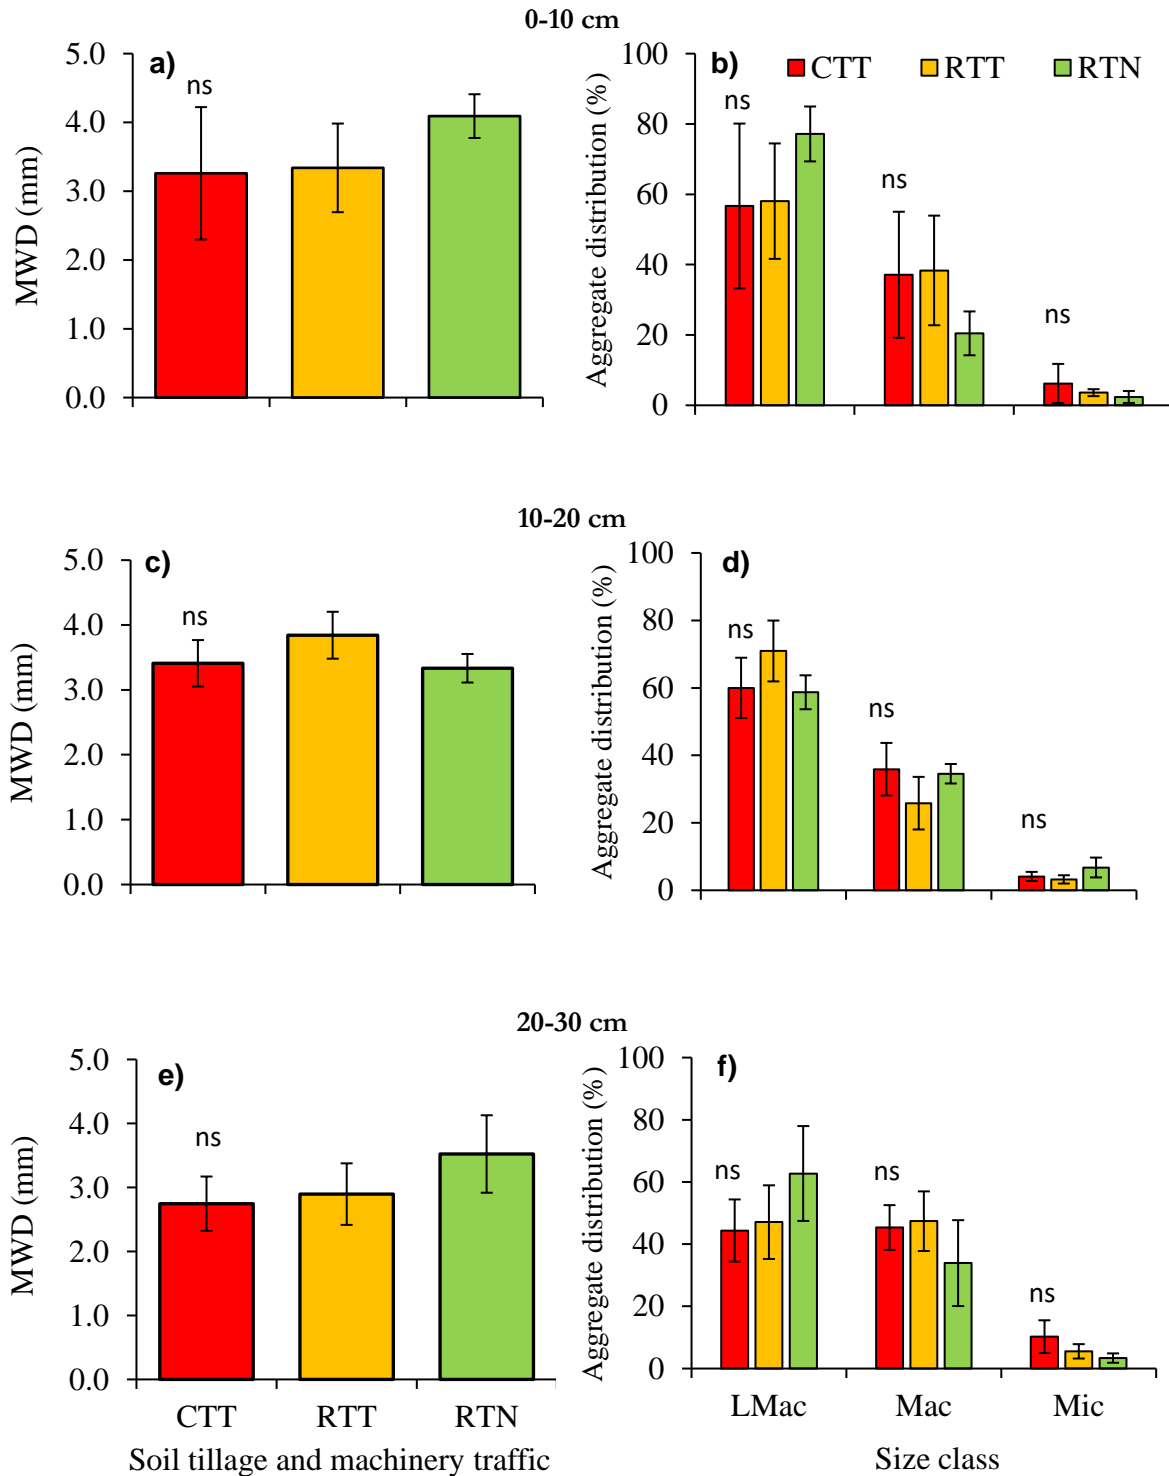 0-10 cm
a)
MWD (mm)
5.0
4.0
3.0
2.0
1.0
0.0
ns
b)
CTT
RTT
RTN
Aggregate distribution (%)
100
80
60
40
20
0
ns
ns
ns
10-20 cm
c)
MWD (mm)
5.0
4.0
3.0
2.0
1.0
0.0
ns
d)
Aggregate distribution (%)
100
80
60
40
20
0
ns
ns
ns
20-30 cm
e)
MWD (mm)
5.0
4.0
3.0
2.0
1.0
0.0
ns
CTT RTT RTN
Soil tillage and machinery traffic
f)
Aggregate distribution (%)
100
80
60
40
20
0
ns
ns
ns
LMac Mac Mic
Size class